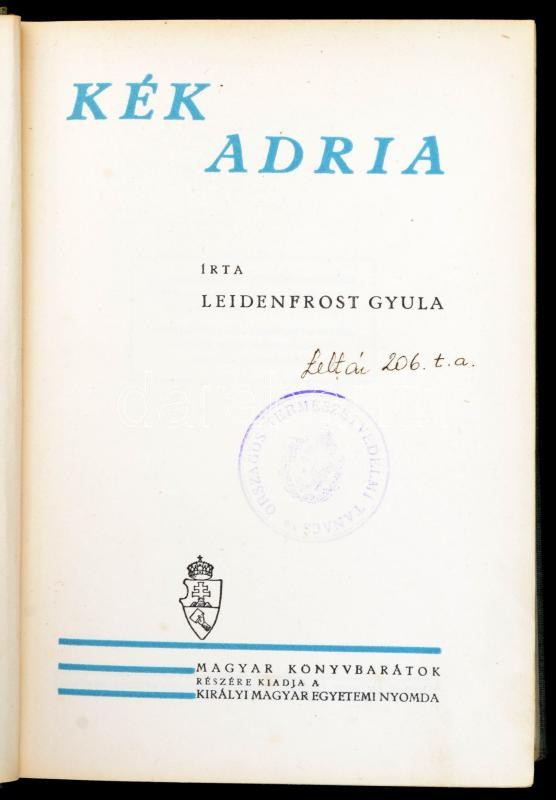 KÉK
ADRIA
ÍRTA
LEIDENFROST GYULA
Leltár 206. t.a.
ORSZÁGOS TERMÉSZETVÉDELMI TANÁCS
MAGYAR KÖNYVBARÁTOK
RÉSZÉRE KIADJA A
KIRÁLYI MAGYAR EGYETEMI NYOMDA